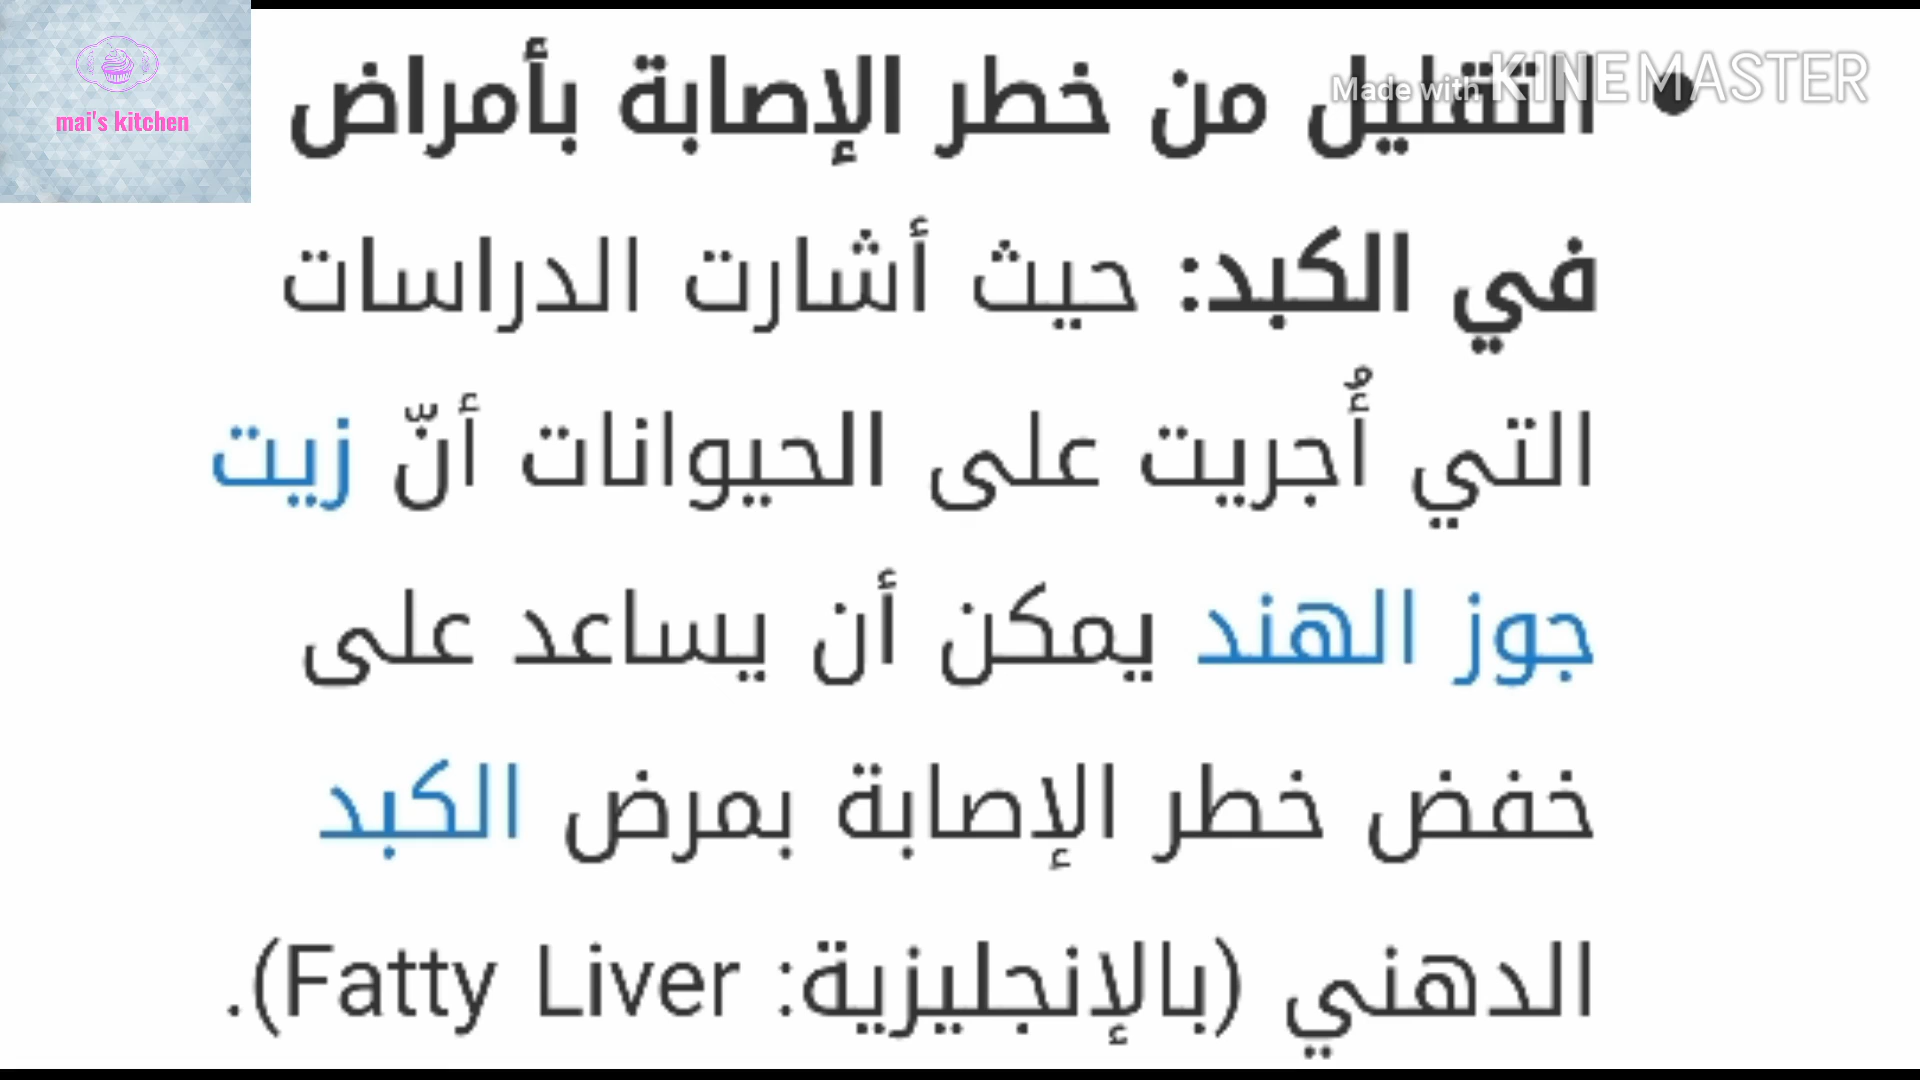 mai's kitchen
Made with KINEMASTER
• التقليل من خطر الإصابة بأمراض
في الكبد: حيث أشارت الدراسات
التي أُجريت على الحيوانات أنّ زيت
جوز الهند يمكن أن يساعد على
خفض خطر الإصابة بمرض الكبد
الدهني (بالإنجليزية: Fatty Liver).